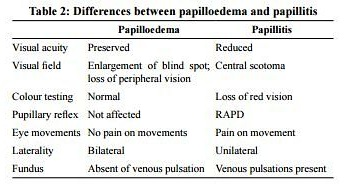 Table 2: Differences between papilloedema and papillitis
Papilloedema Papillitis
Visual acuity Preserved Reduced
Visual field Enlargement of blind spot; Central scotoma
loss of peripheral vision
Colour testing Normal Loss of red vision
Pupillary reflex Not affected RAPD
Eye movements No pain on movements Pain on movement
Laterality Bilateral Unilateral
Fundus Absent of venous pulsation Venous pulsations present